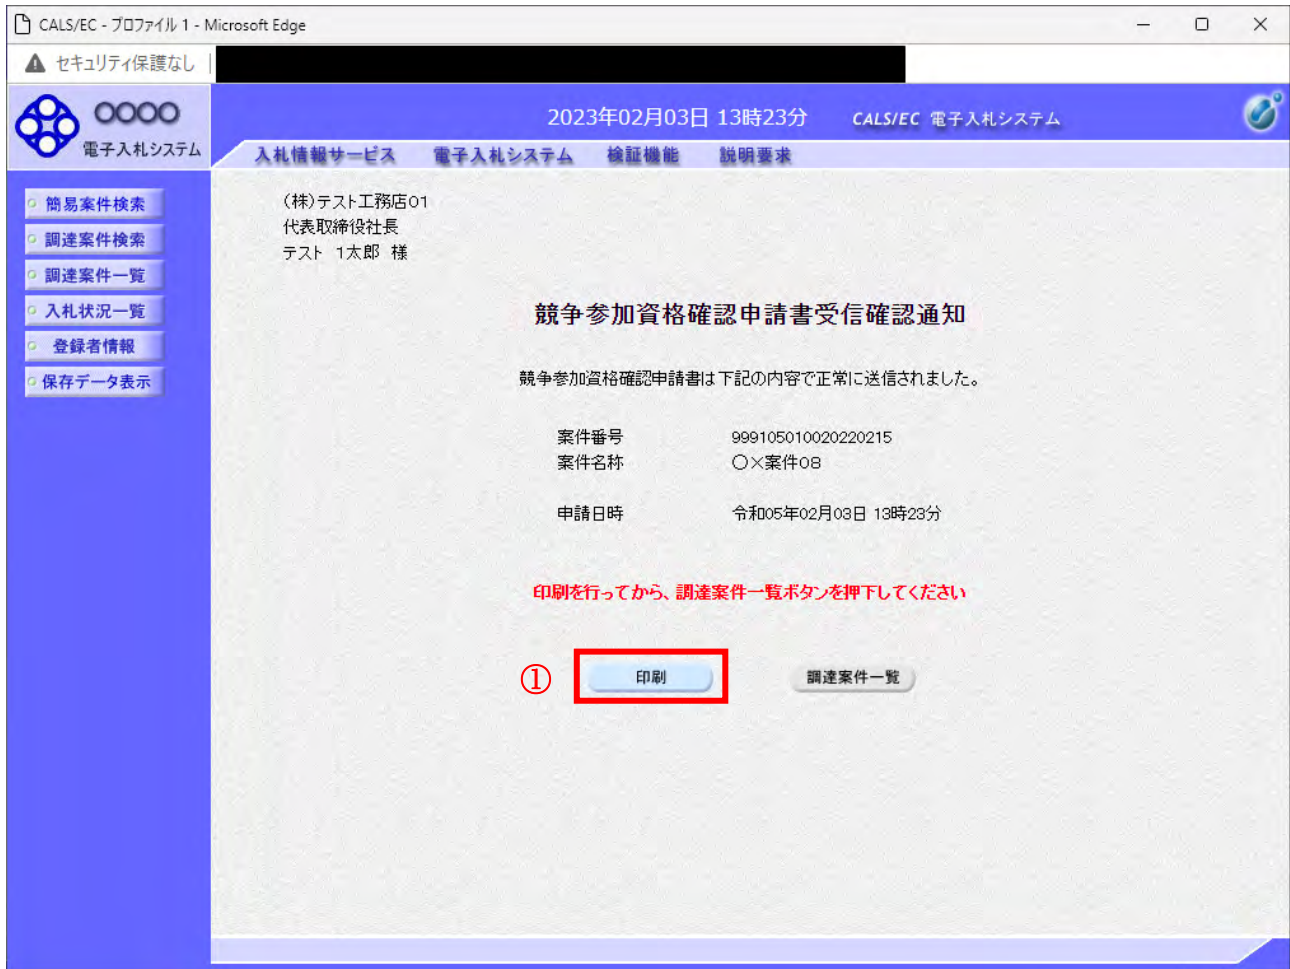 CALS/EC - プロファイル 1 - Microsoft Edge
セキュリティ保護なし
〇〇〇〇
電子入札システム
2023年02月03日 13時23分 CALS/EC 電子入札システム
入札情報サービス 電子入札システム 検証機能 説明要求
簡易案件検索
調達案件検索
調達案件一覧
入札状況一覧
登録者情報
保存データ表示
(株)テスト工務店01
代表取締役社長
テスト 1太郎 様
競争参加資格確認申請書受信確認通知
競争参加資格確認申請書は下記の内容で正常に送信されました。
案件番号 999105010020220215
案件名称 〇×案件08
申請日時 令和05年02月03日 13時23分
印刷を行ってから、調達案件一覧ボタンを押下してください
① 印刷 調達案件一覧